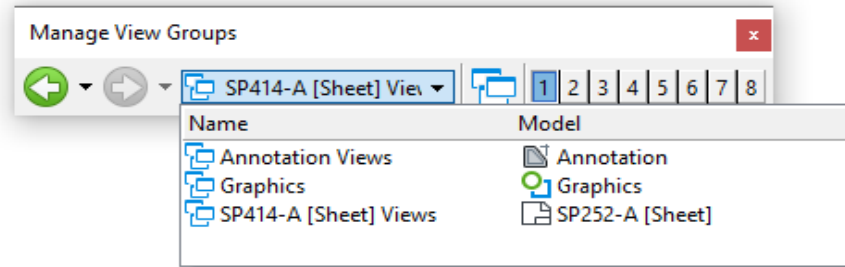 Manage View Groups
x
SP414-A [Sheet] Viev 1 2 3 4 5 6 7 8
Name Model
Annotation Views Annotation
Graphics Graphics
SP414-A [Sheet] Views SP252-A [Sheet]